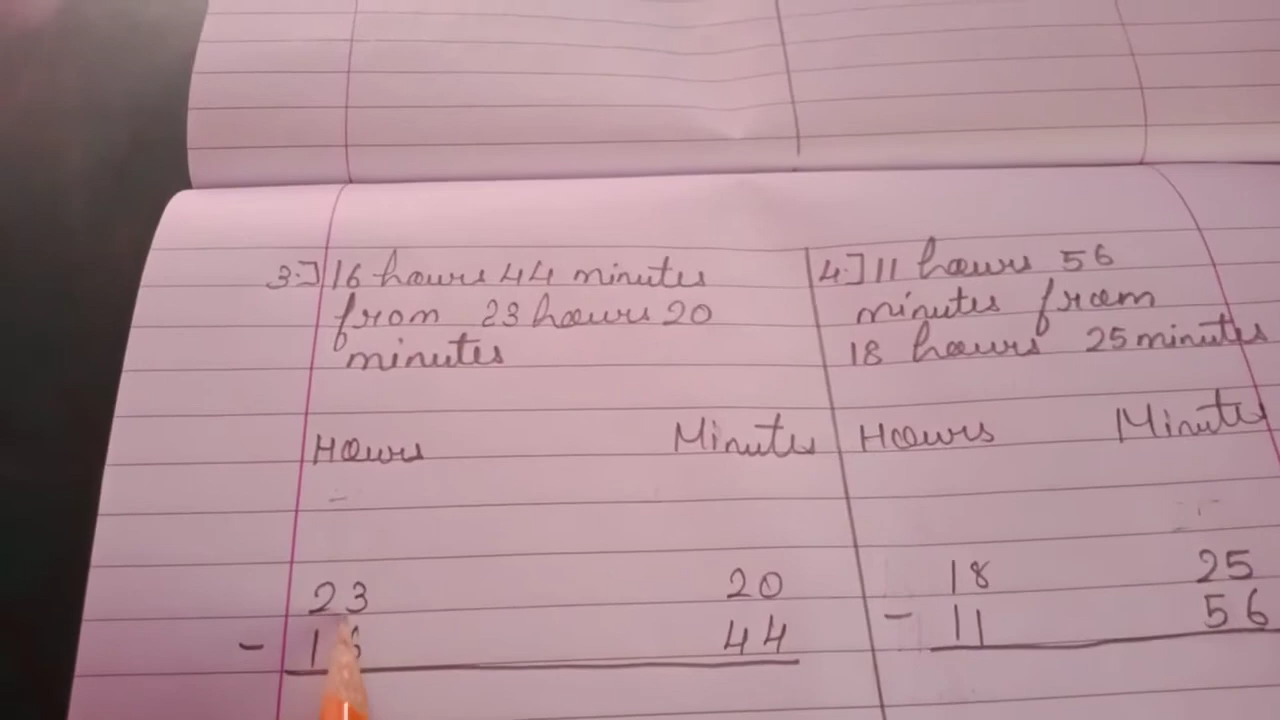 3.] 16 hours 44 minutes
from 23 hours 20
minutes
Hours Minutes
23 20
- 16 44
4.] 11 hours 56
minutes from
18 hours 25 minutes
Hours Minutes
18 25
- 11 56